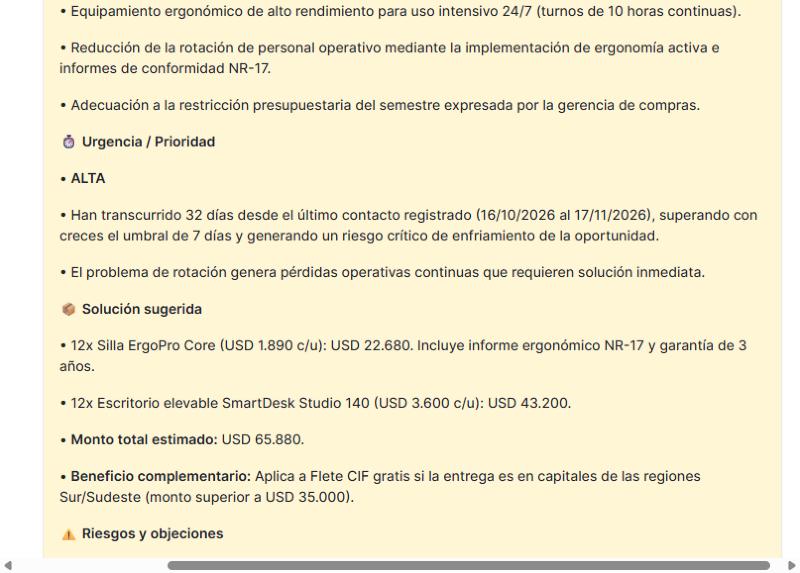 • Equipamiento ergonómico de alto rendimiento para uso intensivo 24/7 (turnos de 10 horas continuas).
• Reducción de la rotación de personal operativo mediante la implementación de ergonomía activa e
informes de conformidad NR-17.
• Adecuación a la restricción presupuestaria del semestre expresada por la gerencia de compras.
⏱️ Urgencia / Prioridad
• ALTA
• Han transcurrido 32 días desde el último contacto registrado (16/10/2026 al 17/11/2026), superando con
creces el umbral de 7 días y generando un riesgo crítico de enfriamiento de la oportunidad.
• El problema de rotación genera pérdidas operativas continuas que requieren solución inmediata.
📦 Solución sugerida
• 12x Silla ErgoPro Core (USD 1.890 c/u): USD 22.680. Incluye informe ergonómico NR-17 y garantía de 3
años.
• 12x Escritorio elevable SmartDesk Studio 140 (USD 3.600 c/u): USD 43.200.
• Monto total estimado: USD 65.880.
• Beneficio complementario: Aplica a Flete CIF gratis si la entrega es en capitales de las regiones
Sur/Sudeste (monto superior a USD 35.000).
⚠️ Riesgos y objeciones